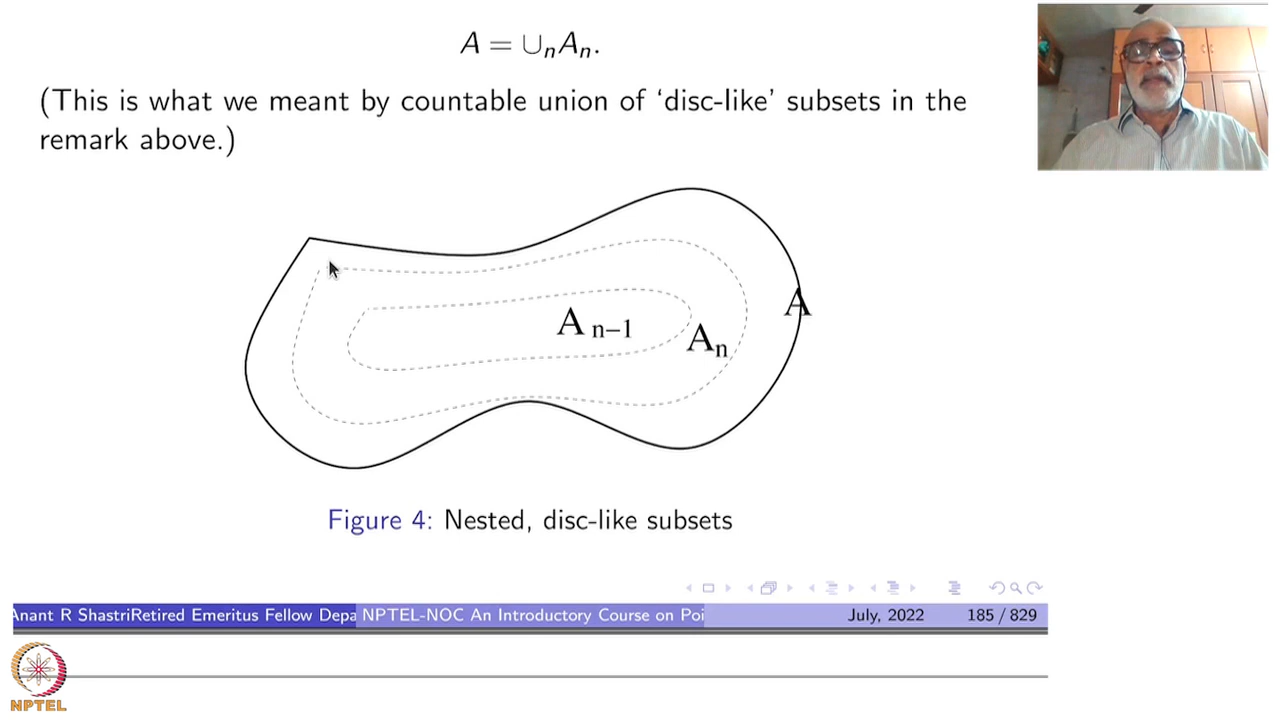 A = ∪ₙAₙ.
(This is what we meant by countable union of ‘disc-like’ subsets in the
remark above.)
A
A n−1
Aₙ
Figure 4: Nested, disc-like subsets
Anant R ShastriRetired Emeritus Fellow Depa NPTEL-NOC An Introductory Course on Poi July, 2022 185 / 829
NPTEL